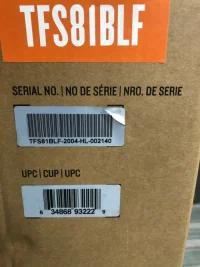 TFS81BLF
SERIAL NO. | NO DE SÉRIE | NRO. DE SERIE
TFS81BLF-2004-HL-002140
UPC | CUP | UPC
6 34868 93222 9